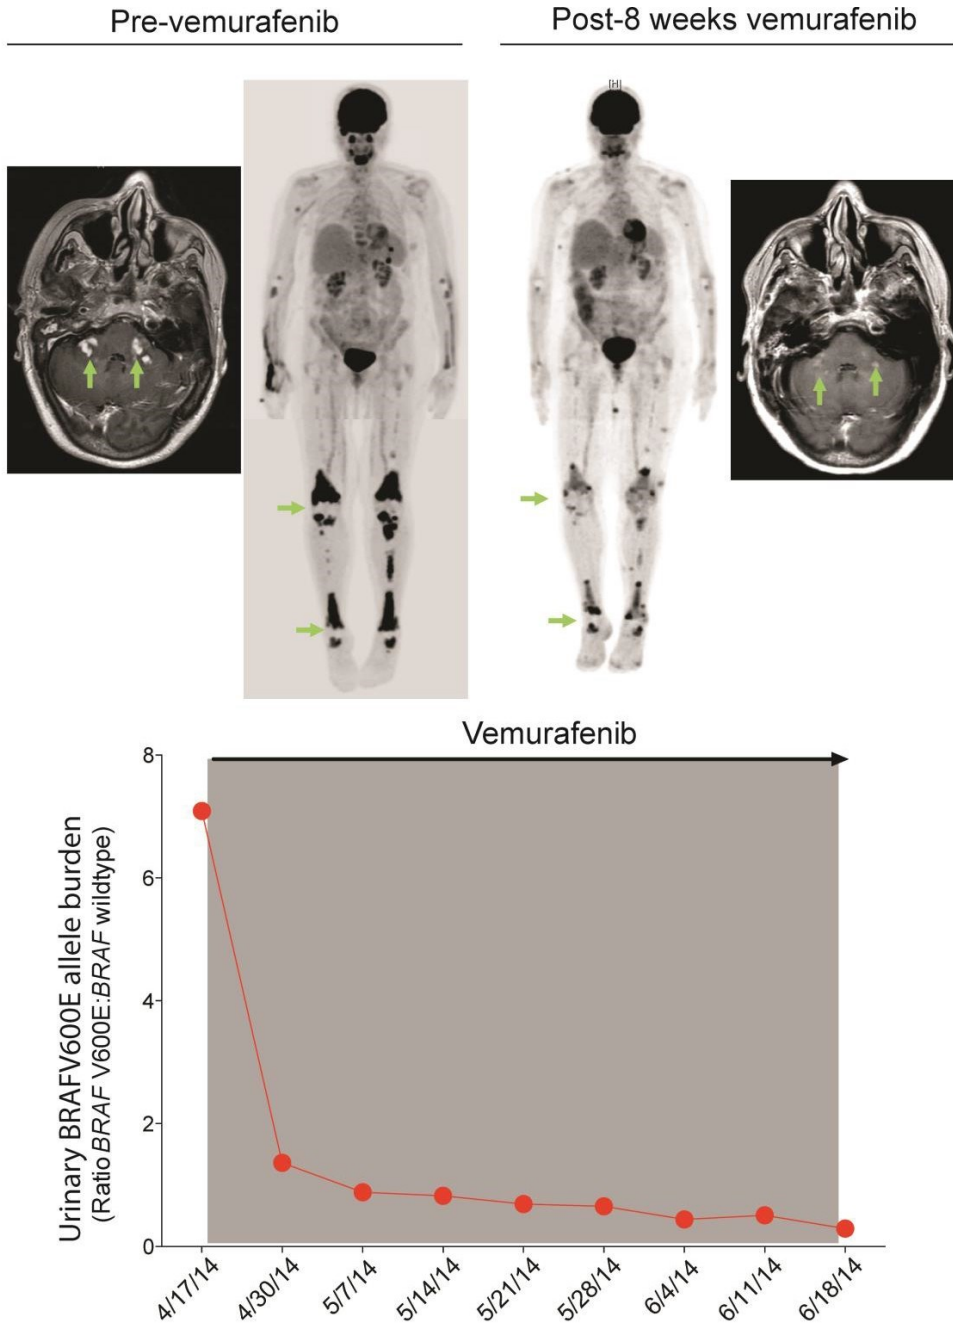 Pre-vemurafenib
Post-8 weeks vemurafenib
[H]
Vemurafenib
Urinary BRAFV600E allele burden
(Ratio BRAF V600E:BRAF wildtype)
8
6
4
2
0
4/17/14
4/30/14
5/7/14
5/14/14
5/21/14
5/28/14
6/4/14
6/11/14
6/18/14